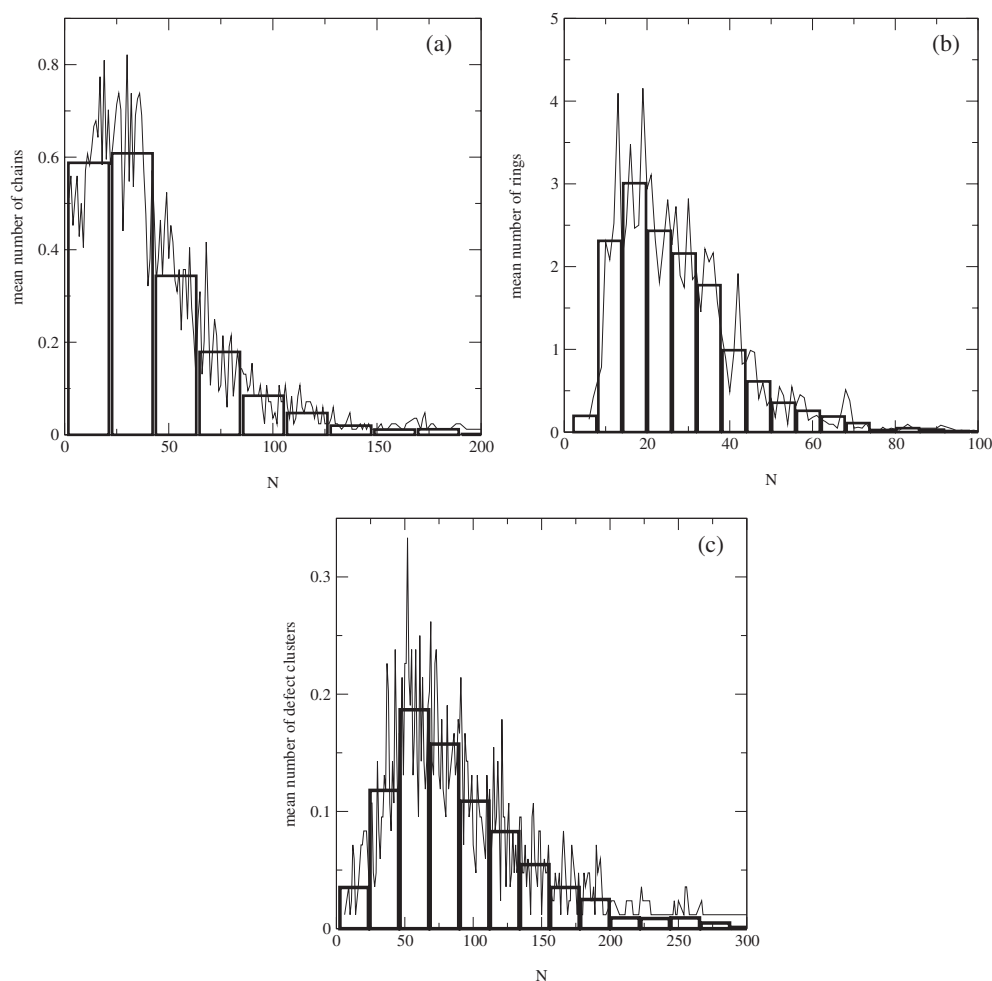 (a)
mean number of chains
0.8
0.6
0.4
0.2
0
0 50 100 150 200
N
(b)
mean number of rings
5
4
3
2
1
0
0 20 40 60 80 100
N
(c)
mean number of defect clusters
0.3
0.2
0.1
0
0 50 100 150 200 250 300
N